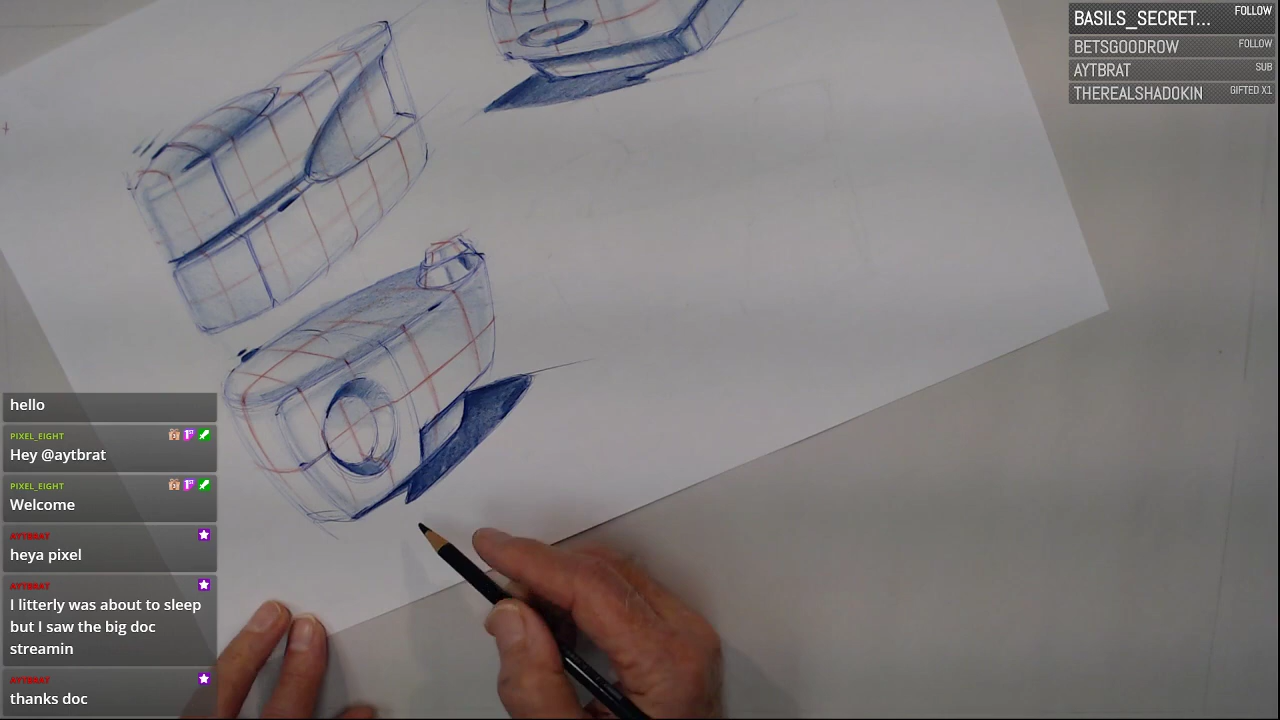 BASILS_SECRET... FOLLOW
BETSGOODROW FOLLOW
AYTBRAT SUB
THEREALSHADOKIN GIFTED X1
hello
PIXEL_EIGHT
Hey @aytbrat
PIXEL_EIGHT
Welcome
AYTBRAT
heya pixel
AYTBRAT
I litterly was about to sleep
but I saw the big doc
streamin
AYTBRAT
thanks doc